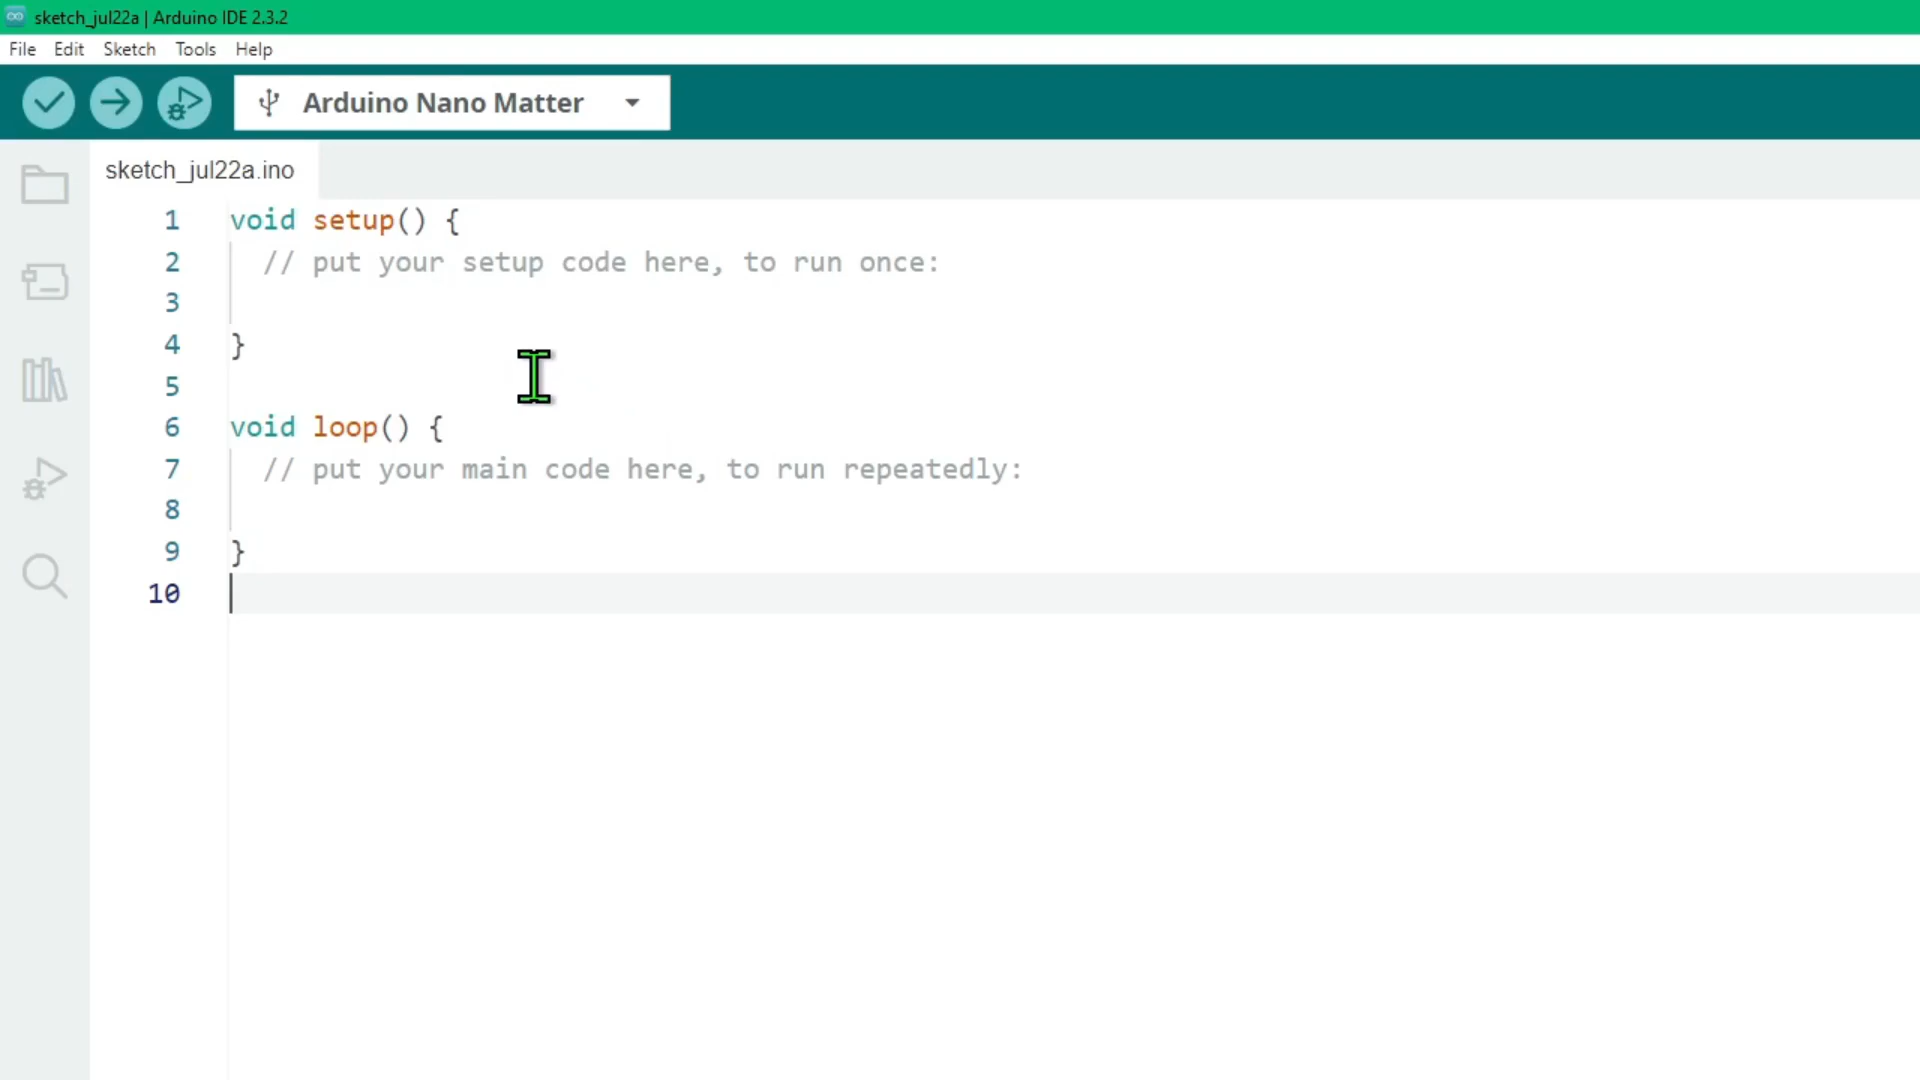 sketch_jul22a | Arduino IDE 2.3.2
File Edit Sketch Tools Help
Arduino Nano Matter
sketch_jul22a.ino
1 void setup() {
2 // put your setup code here, to run once:
3
4 }
5
6 void loop() {
7 // put your main code here, to run repeatedly:
8
9 }
10